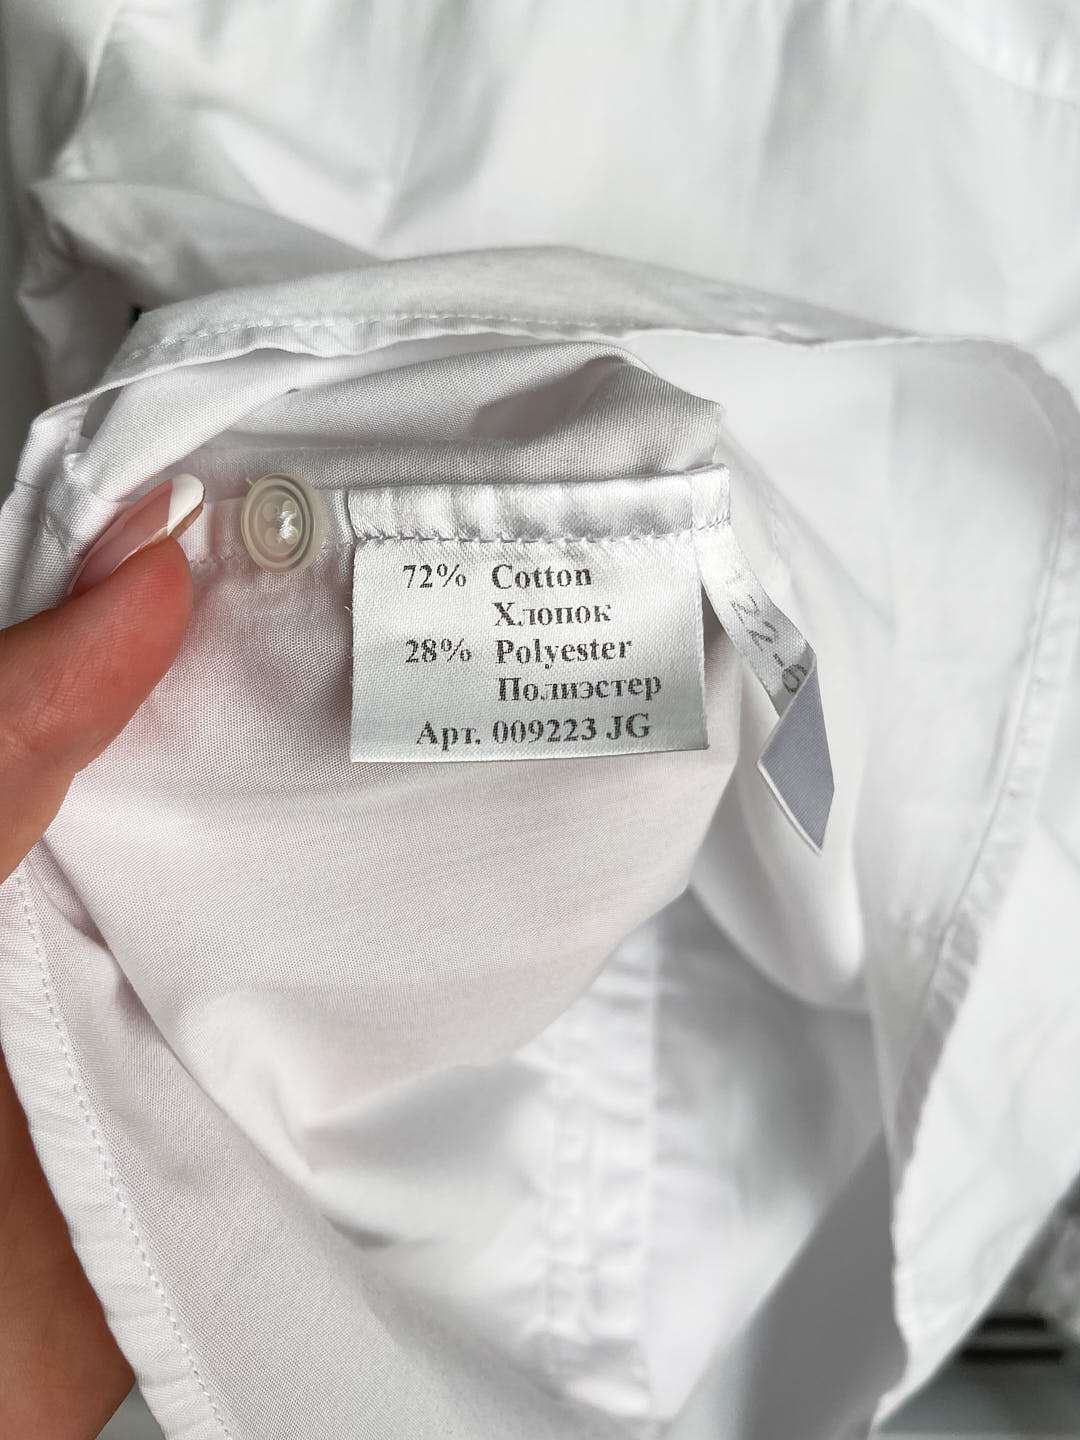 72% Cotton
Хлопок
28% Polyester
Полиэстер
Арт. 009223 JG